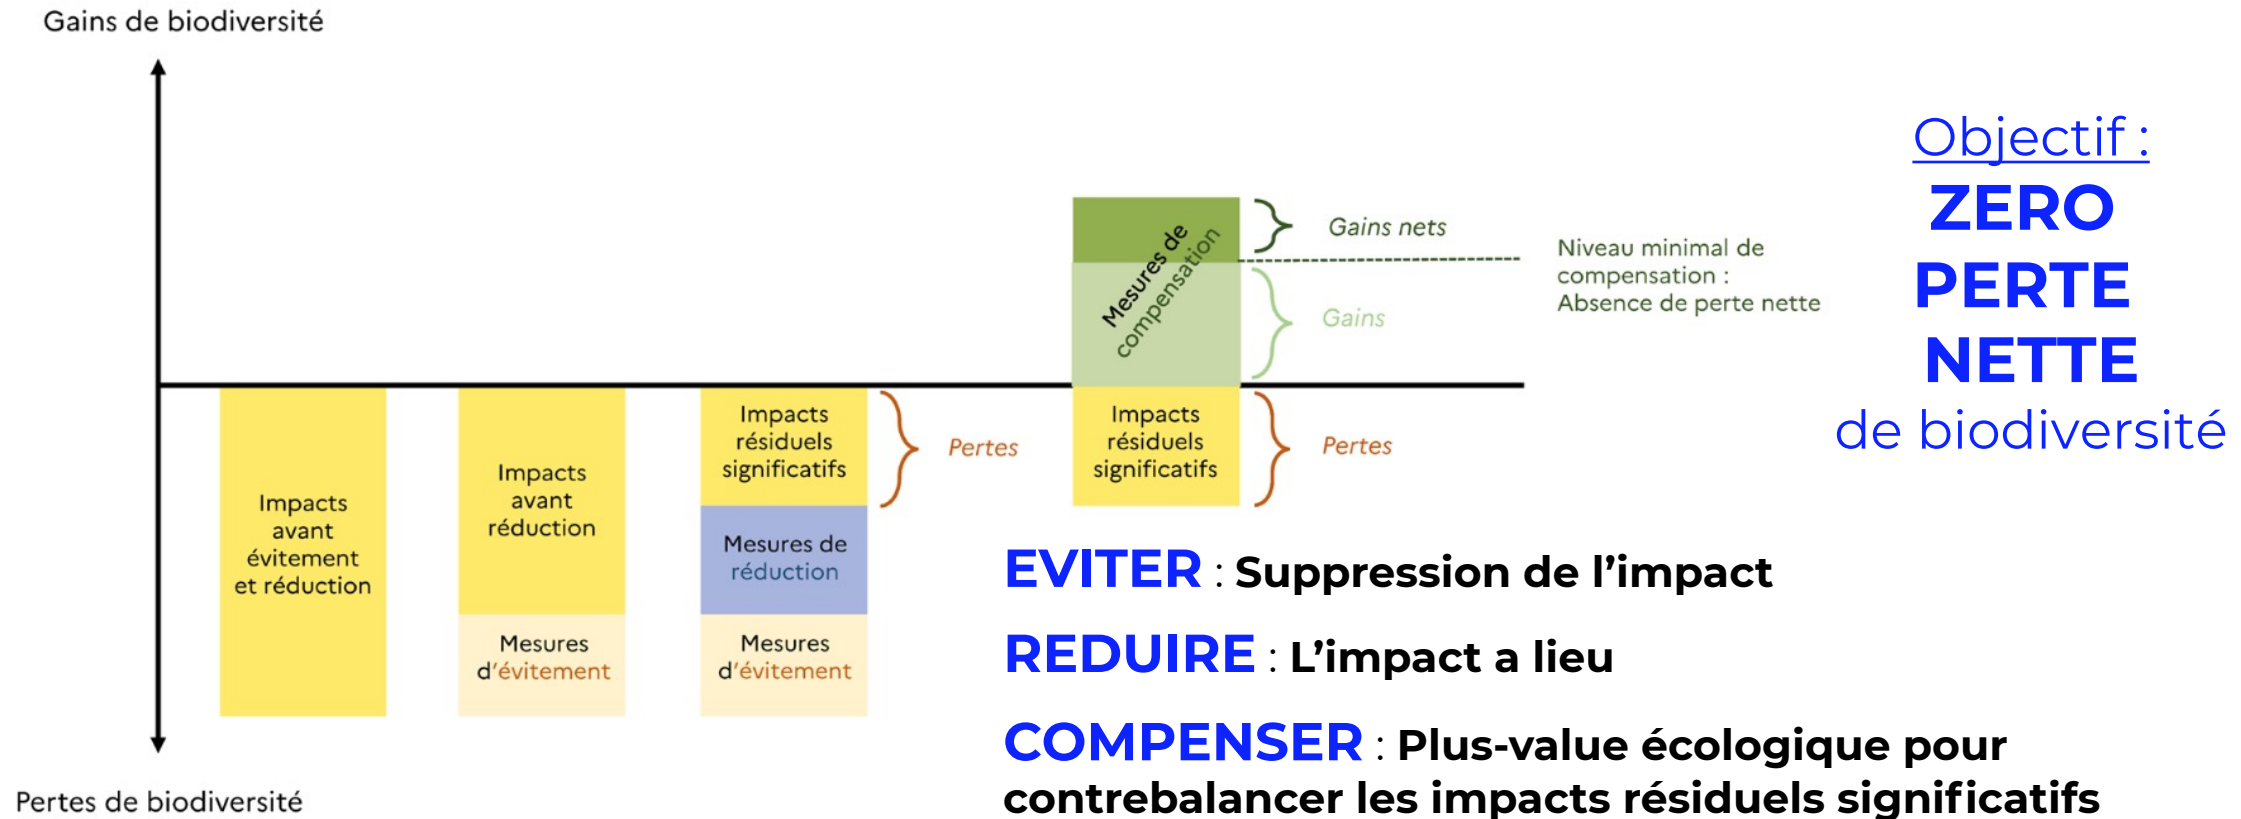 Gains de biodiversité
Impacts
avant
évitement
et réduction
Impacts
avant
réduction
Mesures
d'évitement
Impacts
résiduels
significatifs
Pertes
Mesures de
réduction
Mesures
d'évitement
Mesures de
compensation
Gains nets
Gains
Impacts
résiduels
significatifs
Pertes
Niveau minimal de
compensation :
Absence de perte nette
Objectif :
ZERO
PERTE
NETTE
de biodiversité
EVITER : Suppression de l'impact
REDUIRE : L'impact a lieu
COMPENSER : Plus-value écologique pour
contrebalancer les impacts résiduels significatifs
Pertes de biodiversité